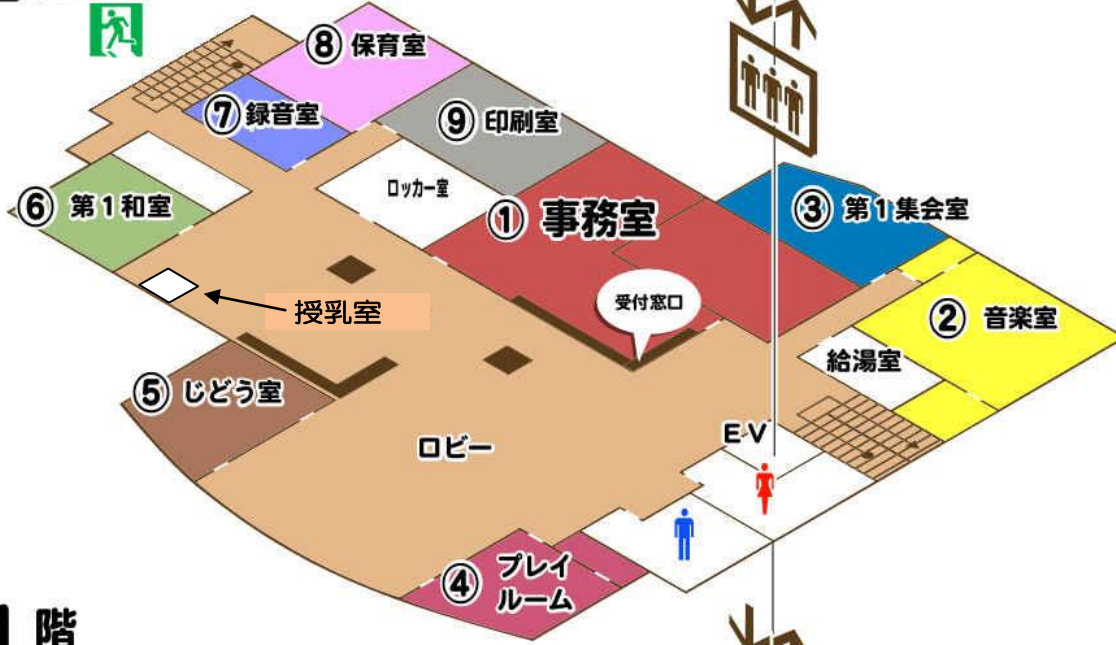 ⑧ 保育室
⑦ 録音室
⑨ 印刷室
ロッカー室
⑥ 第1和室
① 事務室
③ 第1集会室
受付窓口
授乳室
② 音楽室
給湯室
⑤ じどう室
ロビー
EV
④ プレイ
ルーム
階